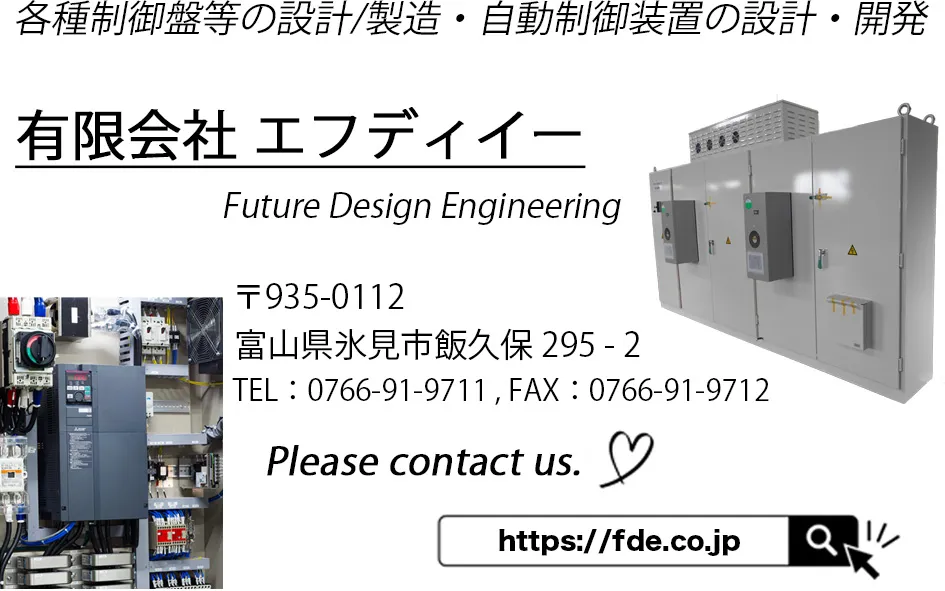 各種制御盤等の設計/製造・自動制御装置の設計・開発
有限会社 エフディイー
Future Design Engineering
〒935-0112
富山県氷見市飯久保 295 - 2
TEL：0766-91-9711 , FAX：0766-91-9712
Please contact us.
https://fde.co.jp